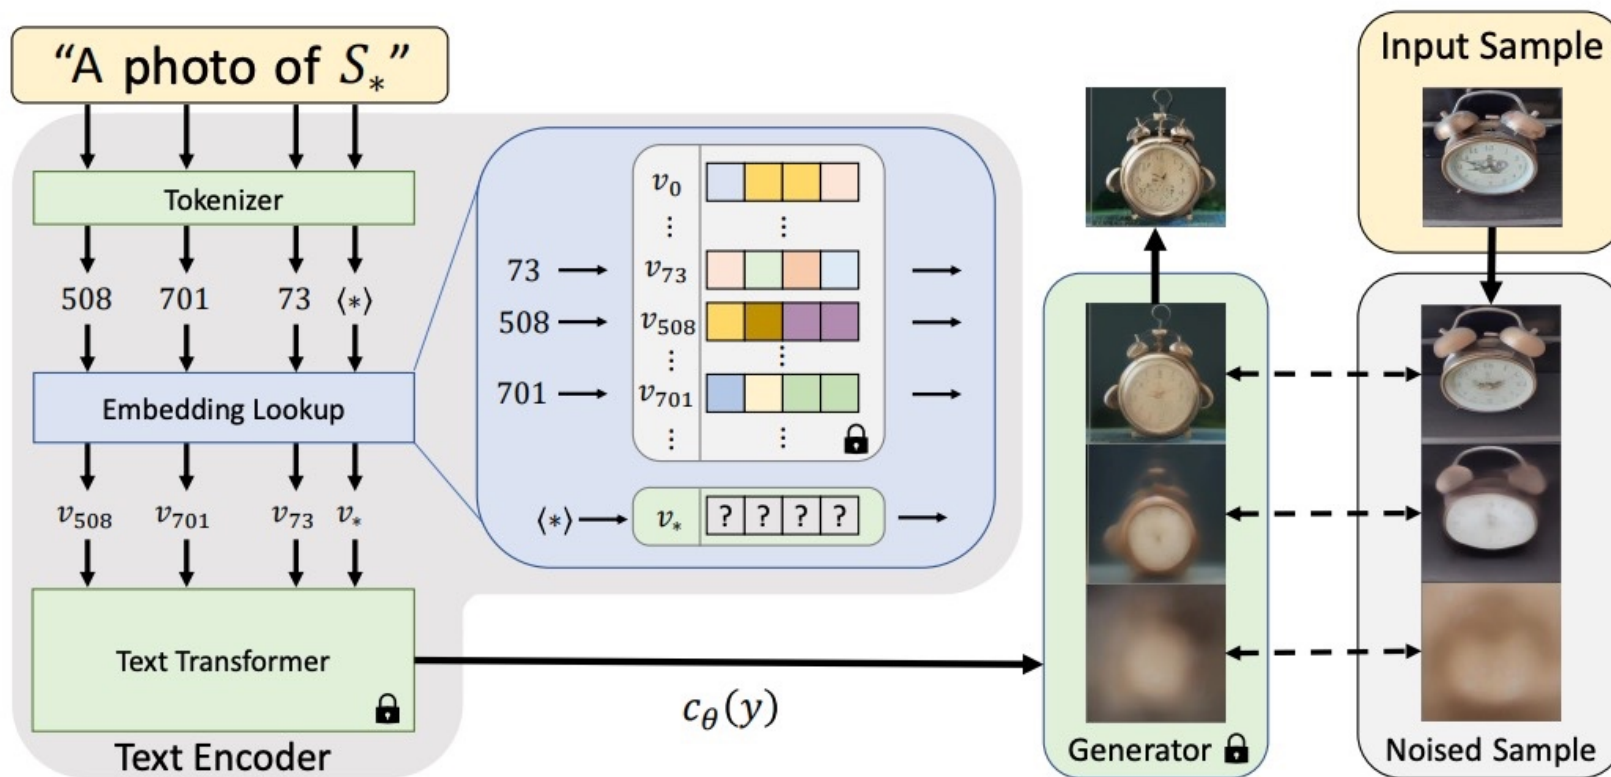 “A photo of S*”
Tokenizer
508 701 73 ⟨*⟩
Embedding Lookup
v508 v701 v73 v*
Text Transformer
Text Encoder
v0
⋮ ⋮
73 v73
508 v508
⋮ ⋮
701 v701
⋮ ⋮
⟨*⟩ v* ? ? ? ?
cθ(y)
Generator
Input Sample
Noised Sample